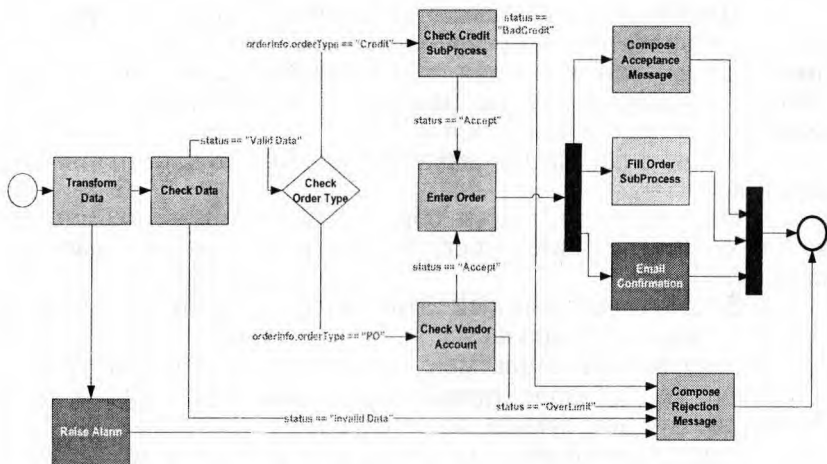 status ==
"BadCredit"
Check Credit
SubProcess
orderInfo.orderType == "Credit"
Compose
Acceptance
Message
status == "Accept"
status == "Valid Data"
Transform
Data
Check Data
Check
Order Type
Enter Order
Fill Order
SubProcess
status == "Accept"
Email
Confirmation
orderInfo.orderType == "PO"
Check Vendor
Account
Compose
Rejection
Message
status == "OverLimit"
status == "Invalid Data"
Raise Alarm